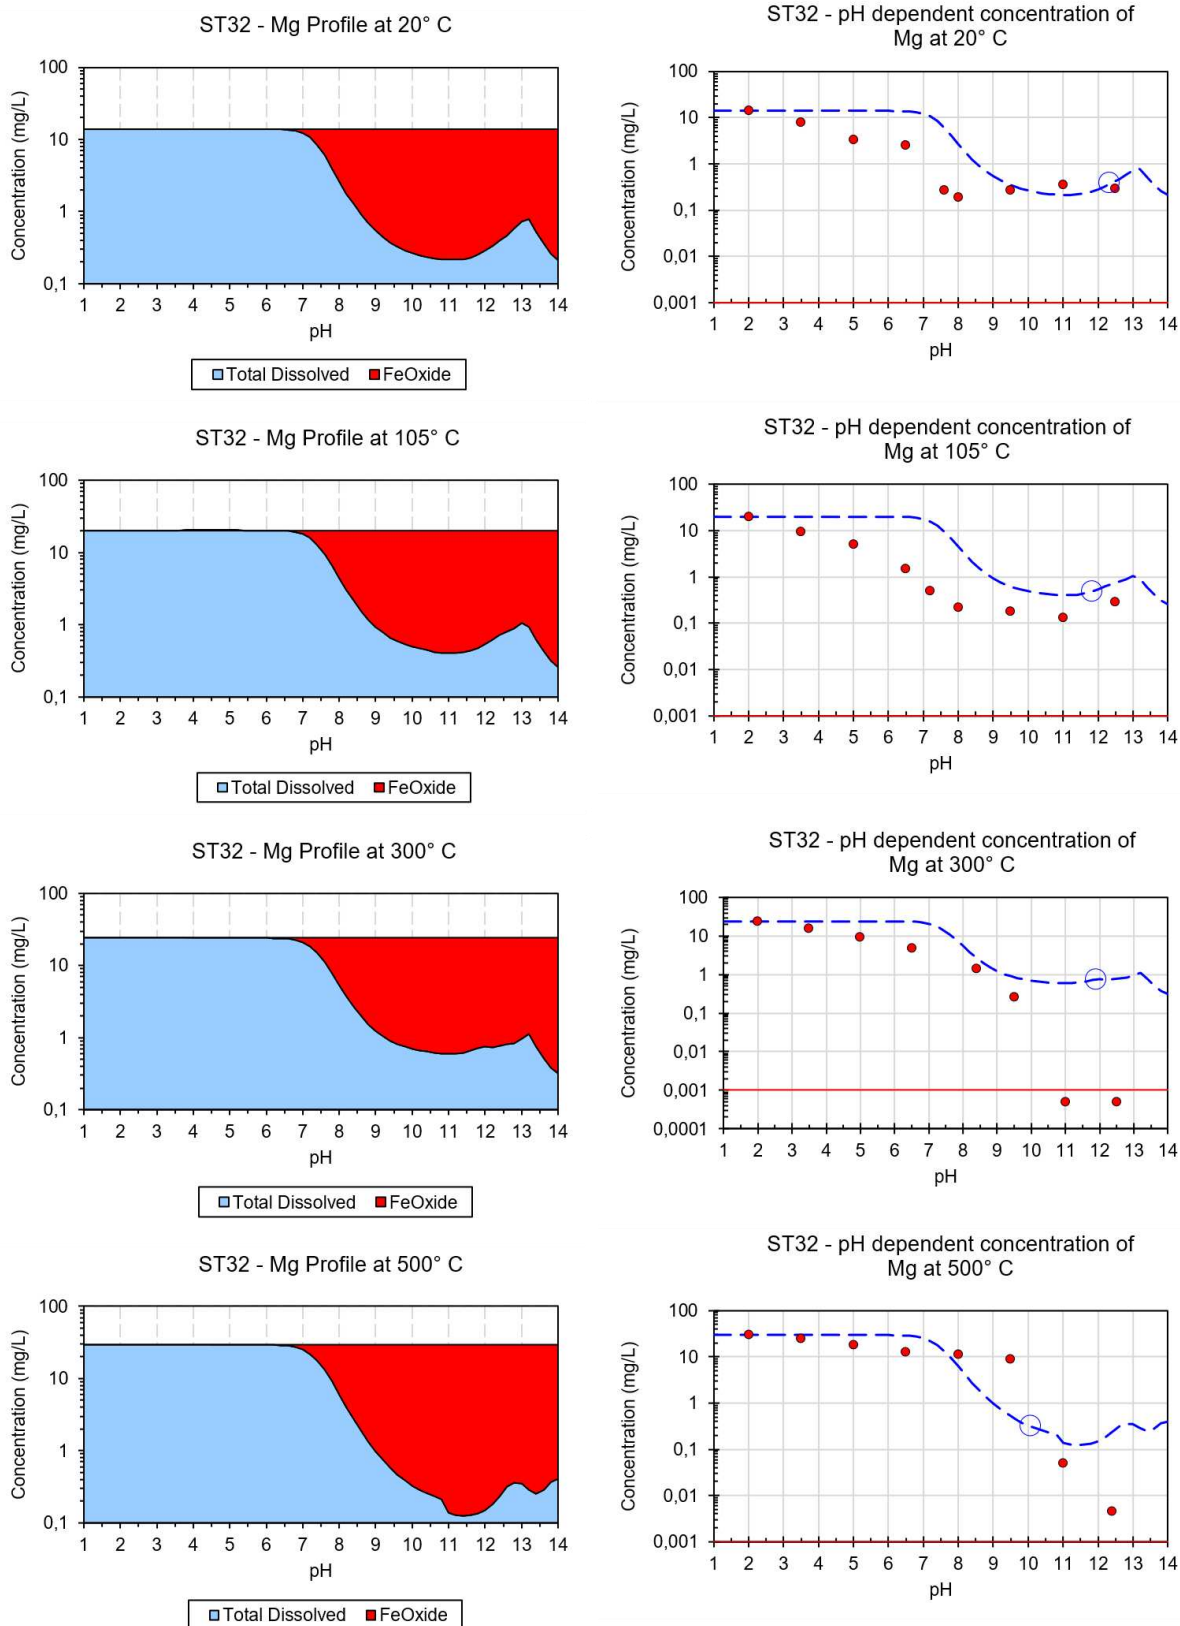 ST32 - Mg Profile at 20° C
100
10
1
0,1
Concentration (mg/L)
1 2 3 4 5 6 7 8 9 10 11 12 13 14
pH
Total Dissolved FeOxide
ST32 - pH dependent concentration of
Mg at 20° C
100
10
1
0,1
0,01
0,001
Concentration (mg/L)
1 2 3 4 5 6 7 8 9 10 11 12 13 14
pH
ST32 - Mg Profile at 105° C
100
10
1
0,1
Concentration (mg/L)
1 2 3 4 5 6 7 8 9 10 11 12 13 14
pH
Total Dissolved FeOxide
ST32 - pH dependent concentration of
Mg at 105° C
100
10
1
0,1
0,01
0,001
Concentration (mg/L)
1 2 3 4 5 6 7 8 9 10 11 12 13 14
pH
ST32 - Mg Profile at 300° C
100
10
1
0,1
Concentration (mg/L)
1 2 3 4 5 6 7 8 9 10 11 12 13 14
pH
Total Dissolved FeOxide
ST32 - pH dependent concentration of
Mg at 300° C
100
10
1
0,1
0,01
0,001
0,0001
Concentration (mg/L)
1 2 3 4 5 6 7 8 9 10 11 12 13 14
pH
ST32 - Mg Profile at 500° C
100
10
1
0,1
Concentration (mg/L)
1 2 3 4 5 6 7 8 9 10 11 12 13 14
pH
Total Dissolved FeOxide
ST32 - pH dependent concentration of
Mg at 500° C
100
10
1
0,1
0,01
0,001
Concentration (mg/L)
1 2 3 4 5 6 7 8 9 10 11 12 13 14
pH